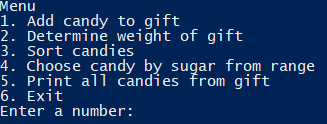 Menu
1. Add candy to gift
2. Determine weight of gift
3. Sort candies
4. Choose candy by sugar from range
5. Print all candies from gift
6. Exit
Enter a number: